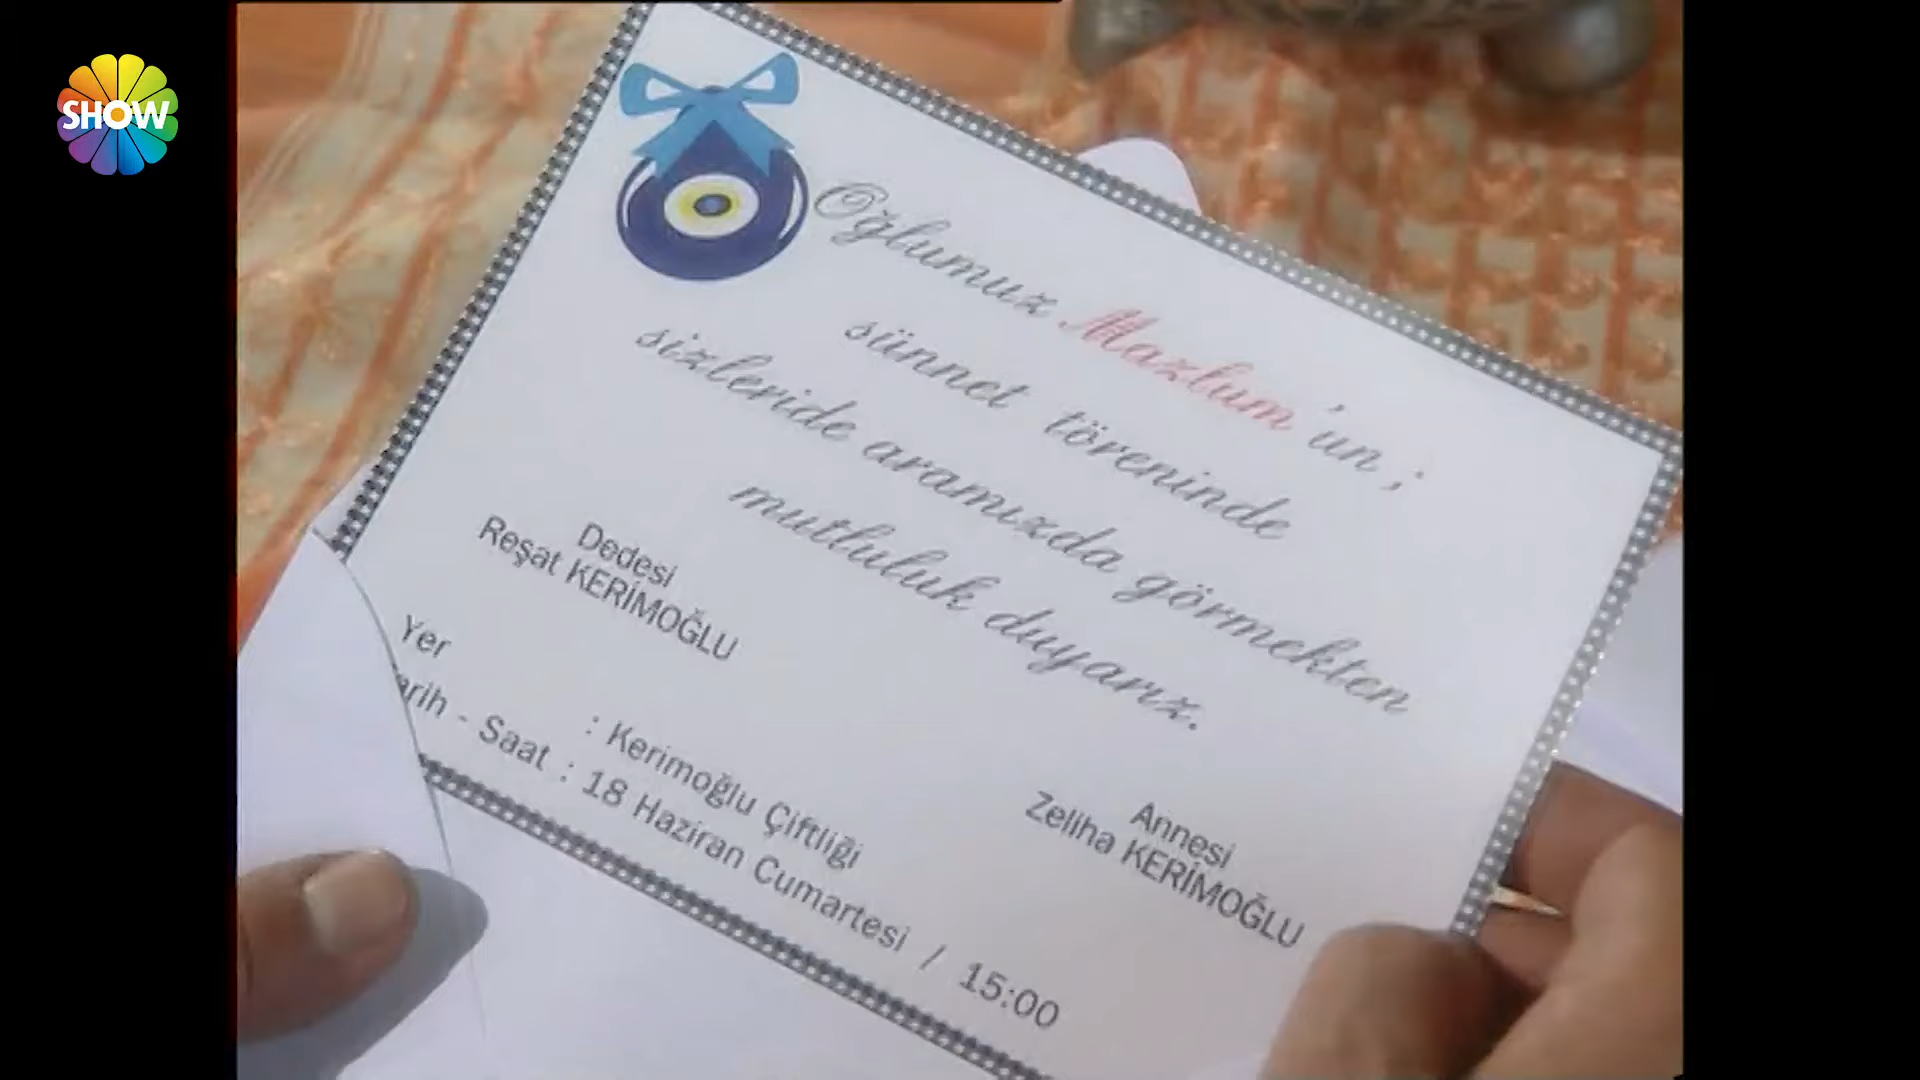 SHOW
Oğlumuz Mazlum'un;
sünnet töreninde
sizleride aramızda görmekten
mutluluk duyarız.
Dedesi
Reşat KERİMOĞLU
Annesi
Zeliha KERİMOĞLU
Yer : Kerimoğlu Çiftliği
arih - Saat : 18 Haziran Cumartesi / 15:00